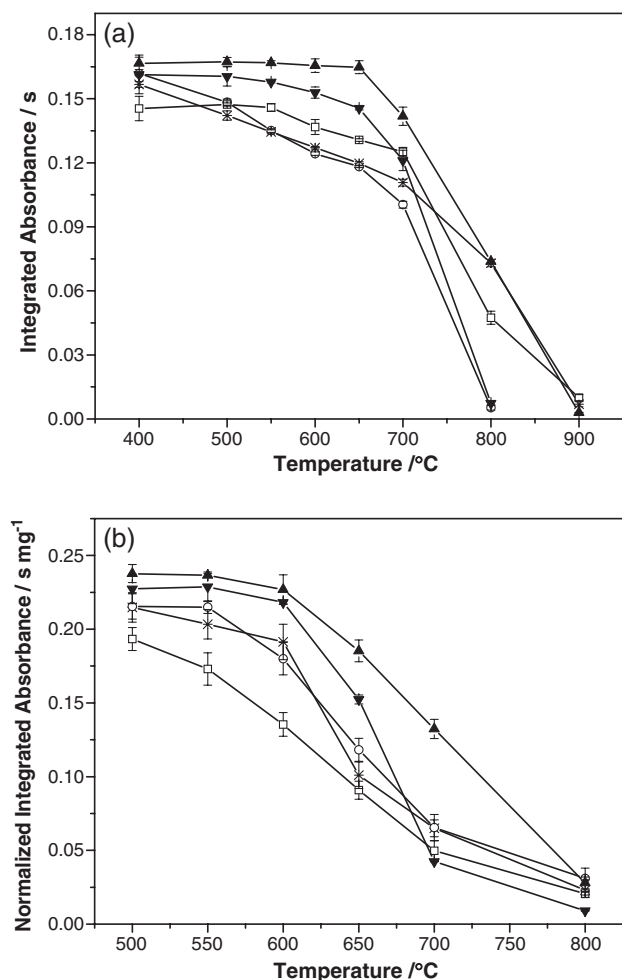 (a)
0.18
0.15
0.12
0.09
0.06
0.03
0.00
Integrated Absorbance / s
400 500 600 700 800 900
Temperature /°C
(b)
0.25
0.20
0.15
0.10
0.05
0.00
Normalized Integrated Absorbance / s mg⁻¹
500 550 600 650 700 750 800
Temperature /°C